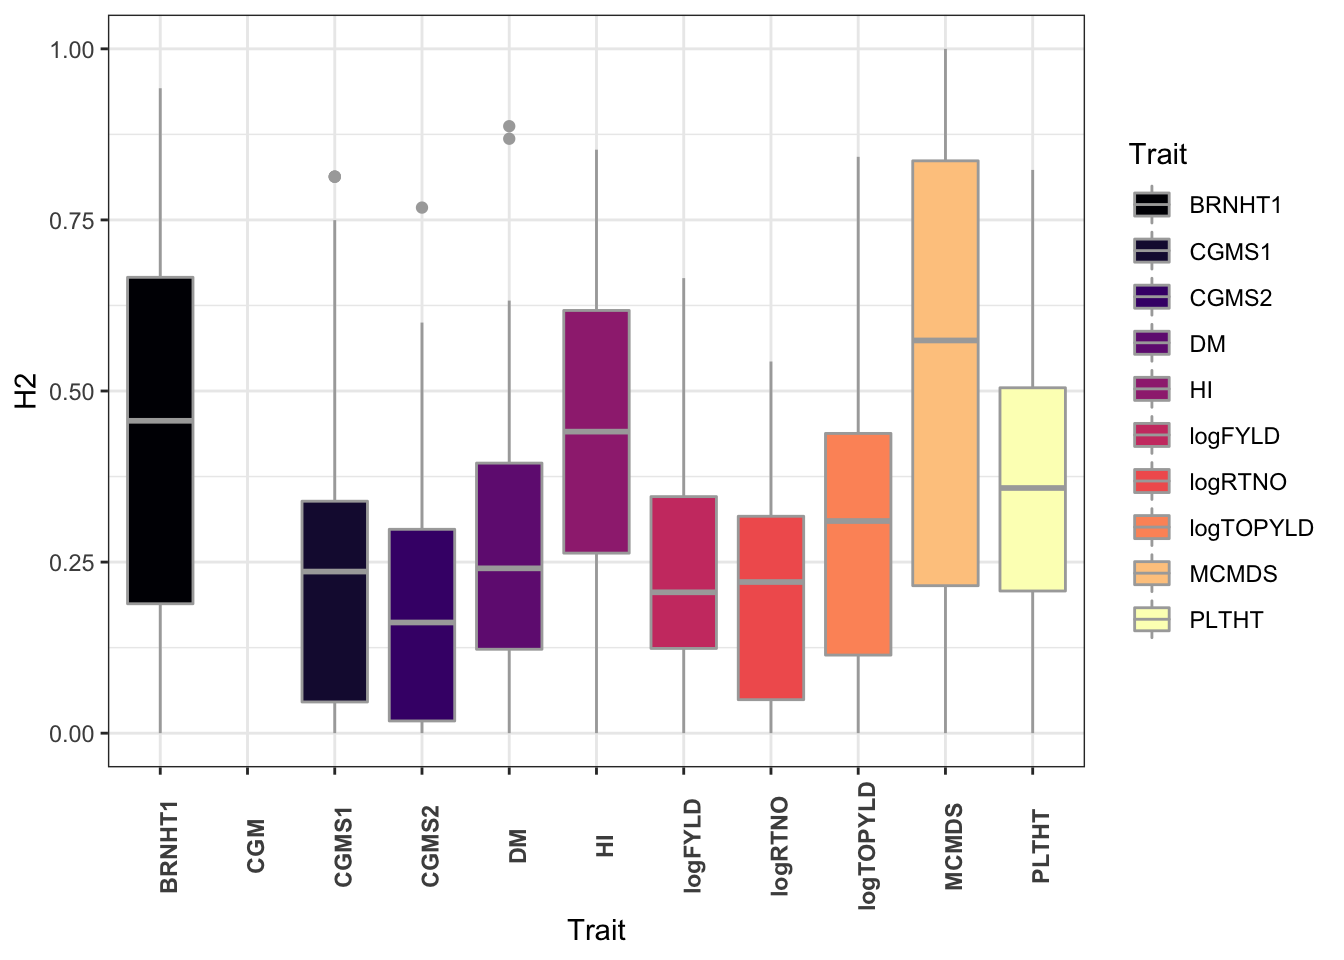 1.00
0.75
0.50
0.25
0.00
H2
BRNHT1
CGM
CGMS1
CGMS2
DM
HI
logFYLD
logRTNO
logTOPYLD
MCMDS
PLTHT
Trait
Trait
BRNHT1
CGMS1
CGMS2
DM
HI
logFYLD
logRTNO
logTOPYLD
MCMDS
PLTHT